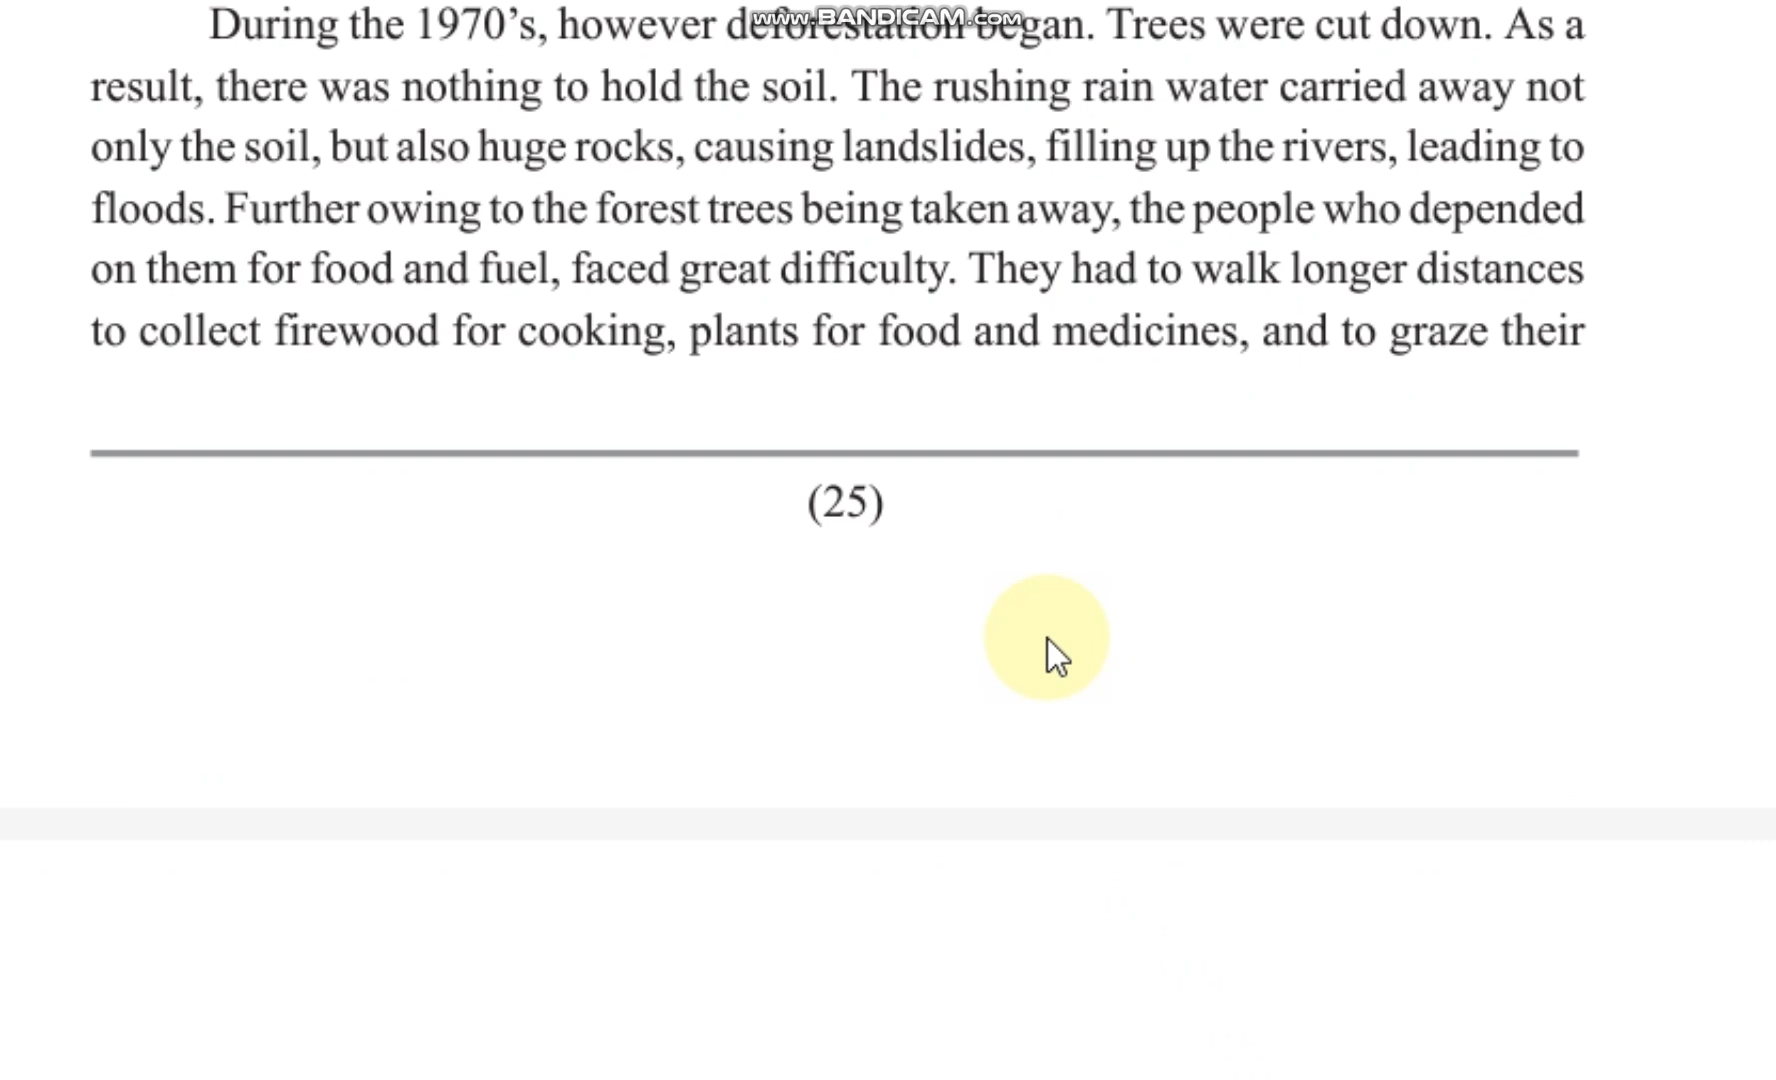 www.BANDICAM.com
During the 1970’s, however deforestation began. Trees were cut down. As a
result, there was nothing to hold the soil. The rushing rain water carried away not
only the soil, but also huge rocks, causing landslides, filling up the rivers, leading to
floods. Further owing to the forest trees being taken away, the people who depended
on them for food and fuel, faced great difficulty. They had to walk longer distances
to collect firewood for cooking, plants for food and medicines, and to graze their
(25)